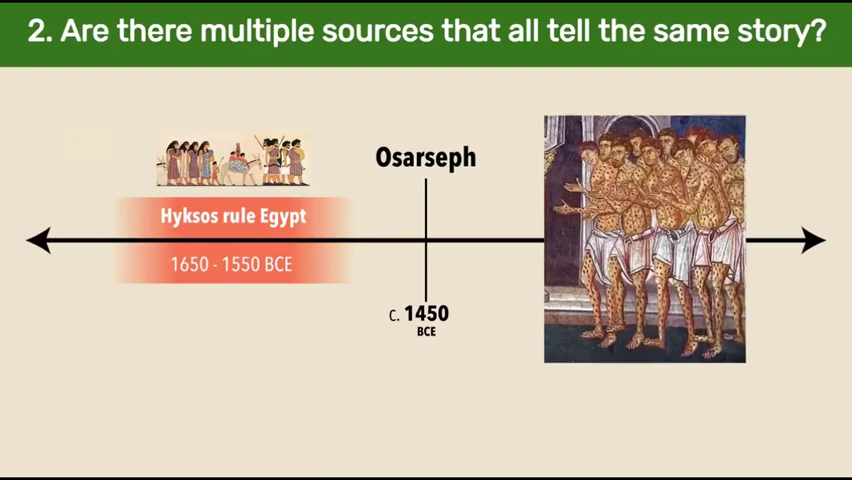 2. Are there multiple sources that all tell the same story?
Osarseph
Hyksos rule Egypt
1650 - 1550 BCE
c. 1450
BCE